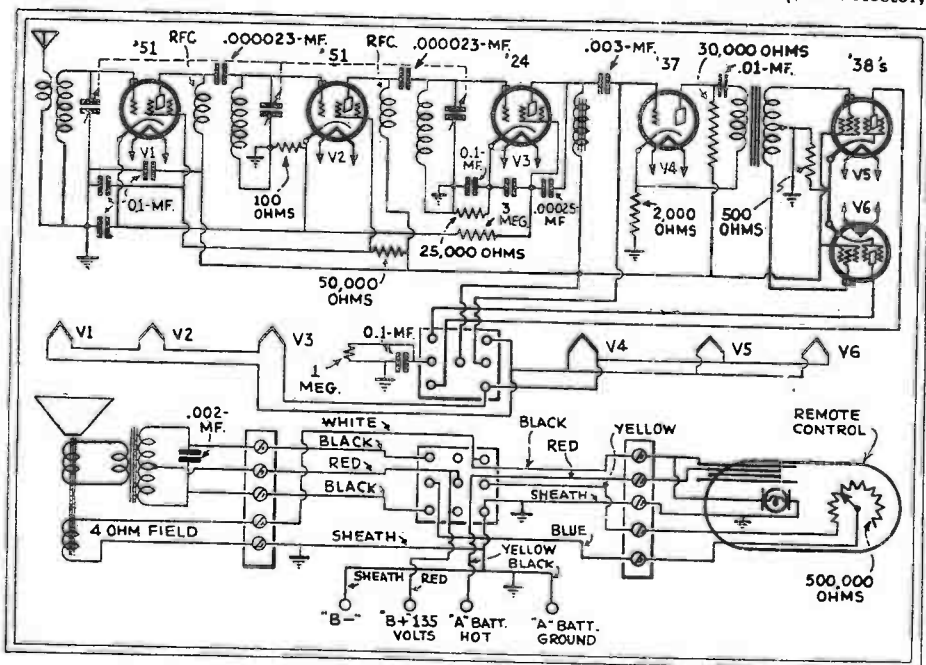 '51
.000023-MF.
'51
RFC.
RFC.
.000023-MF.
.003-MF.
'24
'37
30,000 OHMS
.01-MF.
'38's
V1
V2
V3
V4
V5
V6
0.1-MF.
100 OHMS
0.1-MF.
3 MEG.
.00025-MF
25,000 OHMS
50,000 OHMS
2,000 OHMS
500 OHMS
V1
V2
V3
0.1-MF.
1 MEG.
V4
V5
V6
.002-MF.
WHITE
BLACK
RED
BLACK
4 OHM FIELD
SHEATH
BLACK
RED
YELLOW
SHEATH
BLUE
YELLOW
BLACK
REMOTE CONTROL
500,000 OHMS
SHEATH
RED
"B-"
"B+"135 VOLTS
"A" BATT. HOT
"A" BATT. GROUND